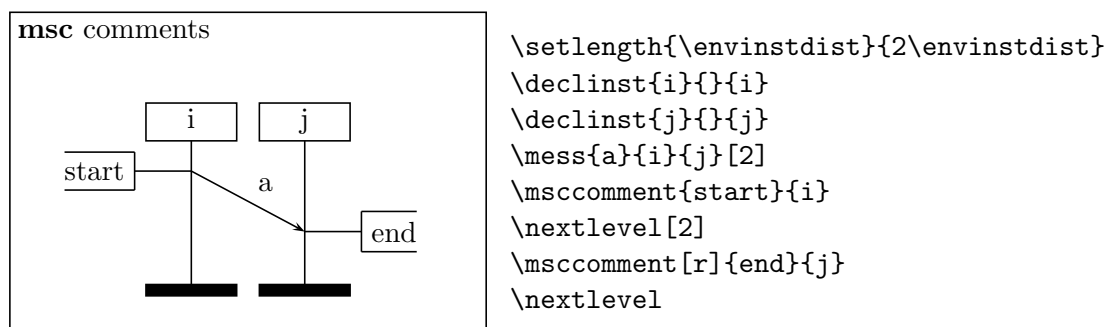 msc comments
i j
start
a
end
\setlength{\envinstdist}{2\envinstdist}
\declinst{i}{}{i}
\declinst{j}{}{j}
\mess{a}{i}{j}[2]
\msccomment{start}{i}
\nextlevel[2]
\msccomment[r]{end}{j}
\nextlevel